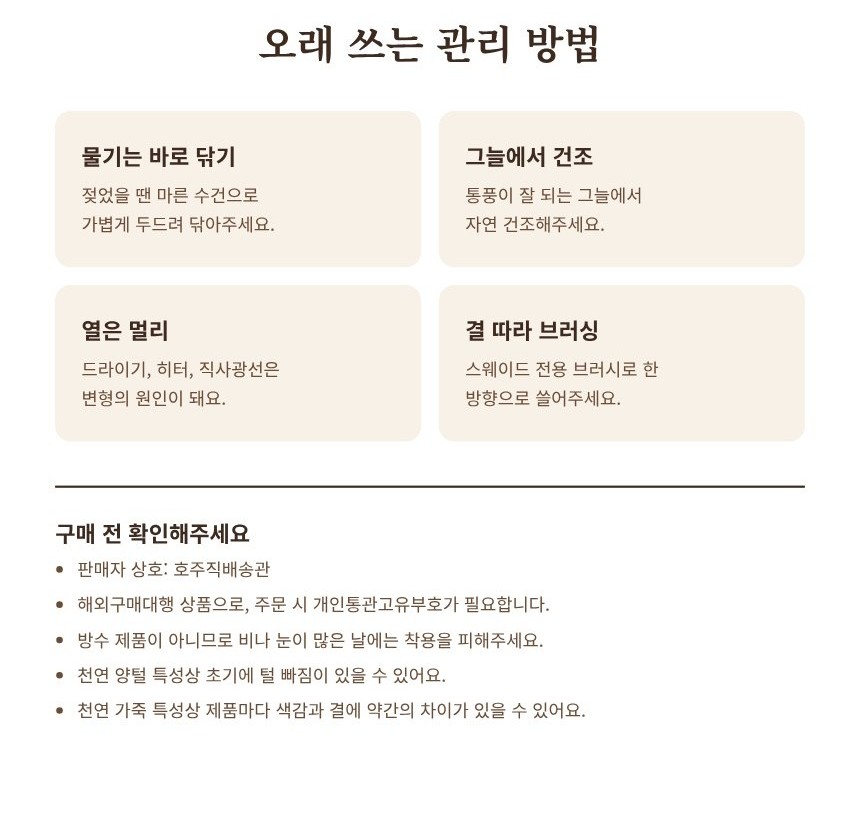 오래 쓰는 관리 방법
물기는 바로 닦기
젖었을 땐 마른 수건으로
가볍게 두드려 닦아주세요.
그늘에서 건조
통풍이 잘 되는 그늘에서
자연 건조해주세요.
열은 멀리
드라이기, 히터, 직사광선은
변형의 원인이 돼요.
결 따라 브러싱
스웨이드 전용 브러시로 한
방향으로 쓸어주세요.
구매 전 확인해주세요
• 판매자 상호: 호주직배송관
• 해외구매대행 상품으로, 주문 시 개인통관고유부호가 필요합니다.
• 방수 제품이 아니므로 비나 눈이 많은 날에는 착용을 피해주세요.
• 천연 양털 특성상 초기에 털 빠짐이 있을 수 있어요.
• 천연 가죽 특성상 제품마다 색감과 결에 약간의 차이가 있을 수 있어요.